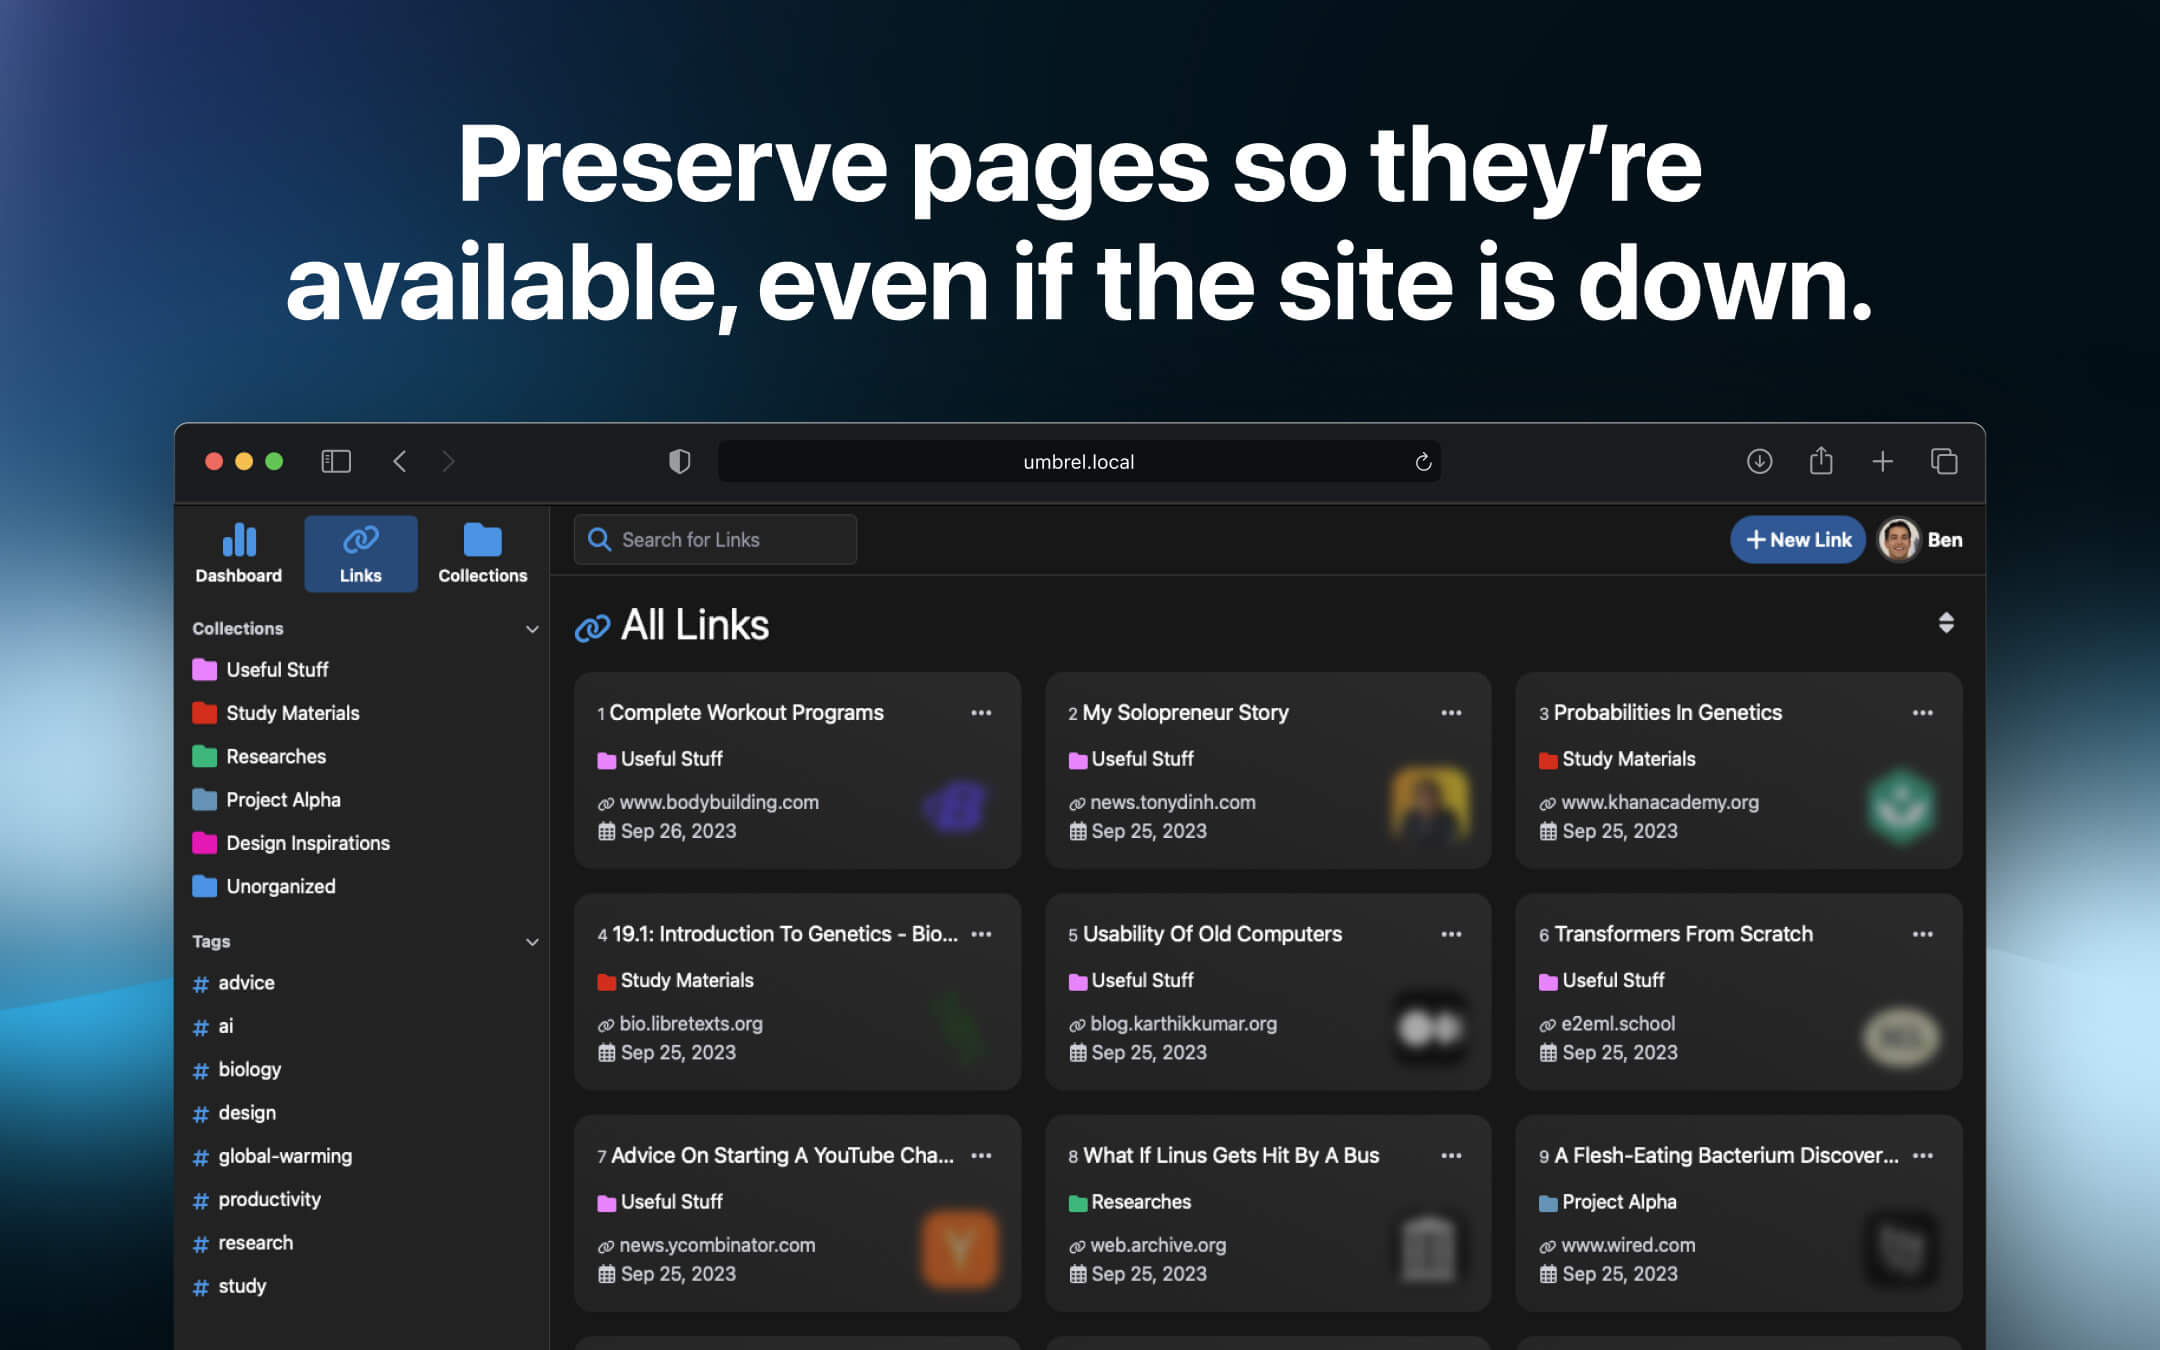 Preserve pages so they’re
available, even if the site is down.
umbrel.local
Dashboard
Links
Collections
Search for Links
+ New Link
Ben
Collections
Useful Stuff
Study Materials
Researches
Project Alpha
Design Inspirations
Unorganized
Tags
# advice
# ai
# biology
# design
# global-warming
# productivity
# research
# study
All Links
1 Complete Workout Programs
Useful Stuff
www.bodybuilding.com
Sep 26, 2023
2 My Solopreneur Story
Useful Stuff
news.tonydinh.com
Sep 25, 2023
3 Probabilities In Genetics
Study Materials
www.khanacademy.org
Sep 25, 2023
4 19.1: Introduction To Genetics - Bio...
Study Materials
bio.libretexts.org
Sep 25, 2023
5 Usability Of Old Computers
Useful Stuff
blog.karthikkumar.org
Sep 25, 2023
6 Transformers From Scratch
Useful Stuff
e2eml.school
Sep 25, 2023
7 Advice On Starting A YouTube Cha...
Useful Stuff
news.ycombinator.com
Sep 25, 2023
8 What If Linus Gets Hit By A Bus
Researches
web.archive.org
Sep 25, 2023
9 A Flesh-Eating Bacterium Discover...
Project Alpha
www.wired.com
Sep 25, 2023